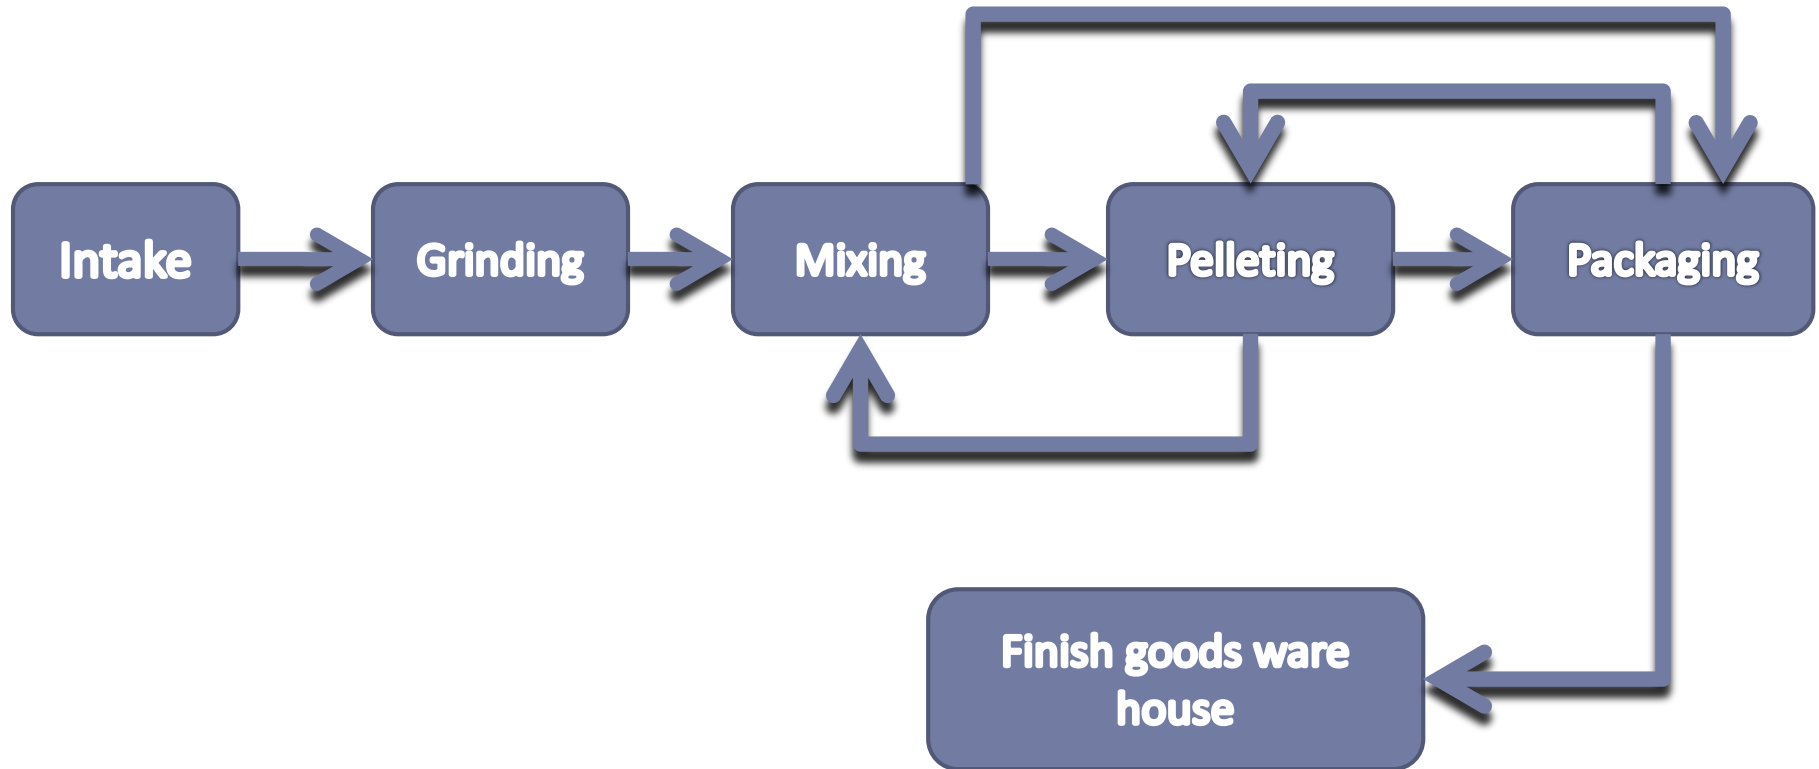 Intake
Grinding
Mixing
Pelleting
Packaging
Finish goods ware
house